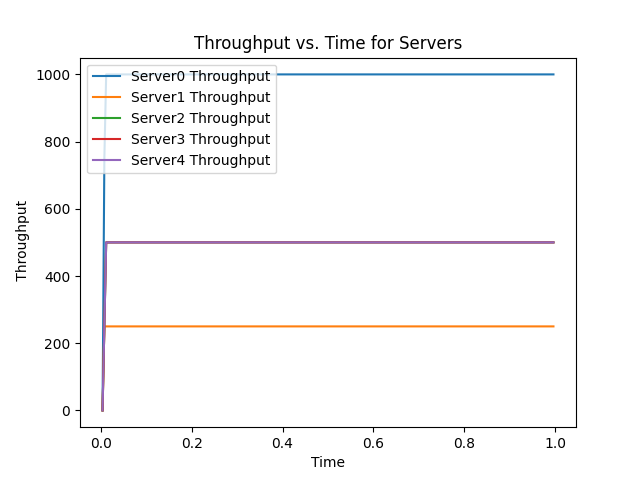 Throughput vs. Time for Servers
1000
800
600
400
200
0
Throughput
Server0 Throughput
Server1 Throughput
Server2 Throughput
Server3 Throughput
Server4 Throughput
0.0 0.2 0.4 0.6 0.8 1.0
Time